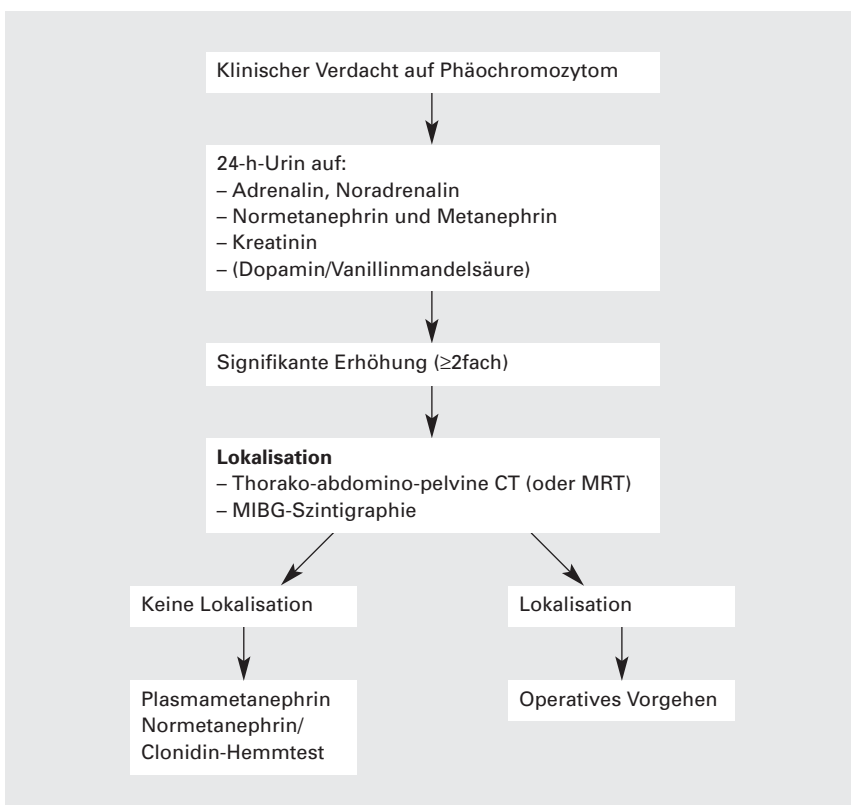 Klinischer Verdacht auf Phäochromozytom
24-h-Urin auf:
– Adrenalin, Noradrenalin
– Normetanephrin und Metanephrin
– Kreatinin
– (Dopamin/Vanillinmandelsäure)
Signifikante Erhöhung (≥2fach)
Lokalisation
– Thorako-abdomino-pelvine CT (oder MRT)
– MIBG-Szintigraphie
Keine Lokalisation
Plasmametanephrin
Normetanephrin/
Clonidin-Hemmtest
Lokalisation
Operatives Vorgehen